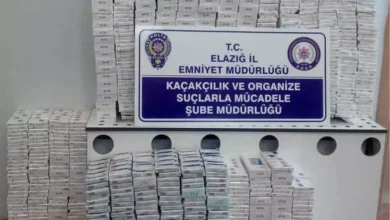 T.C.
ELAZIĞ İL
EMNİYET MÜDÜRLÜĞÜ
KAÇAKÇILIK VE ORGANİZE
SUÇLARLA MÜCADELE
ŞUBE MÜDÜRLÜĞÜ